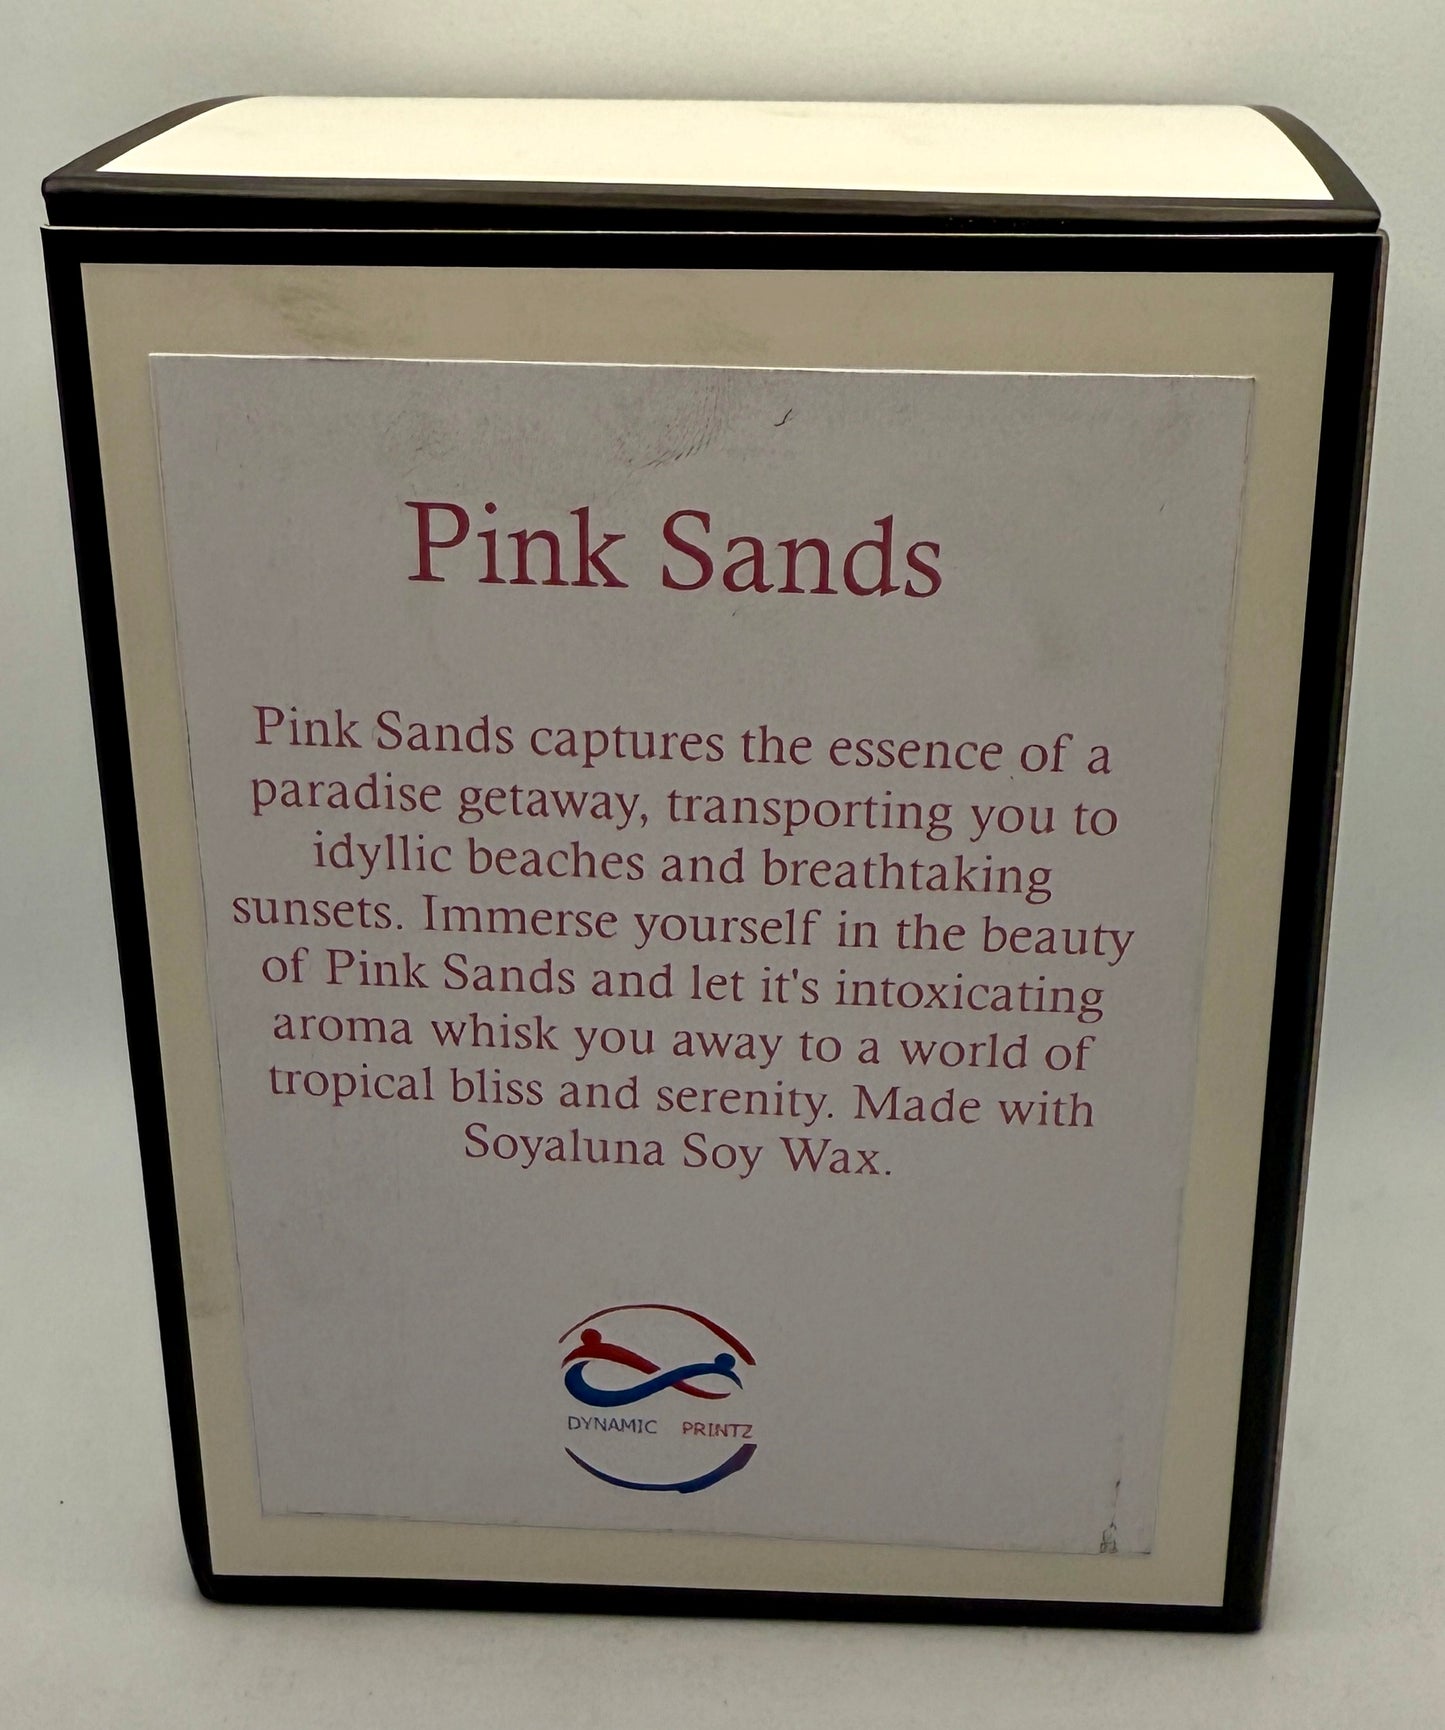 Pink Sands
Pink Sands captures the essence of a
paradise getaway, transporting you to
idyllic beaches and breathtaking
sunsets. Immerse yourself in the beauty
of Pink Sands and let it's intoxicating
aroma whisk you away to a world of
tropical bliss and serenity. Made with
Soyaluna Soy Wax.
DYNAMIC PRINTZ